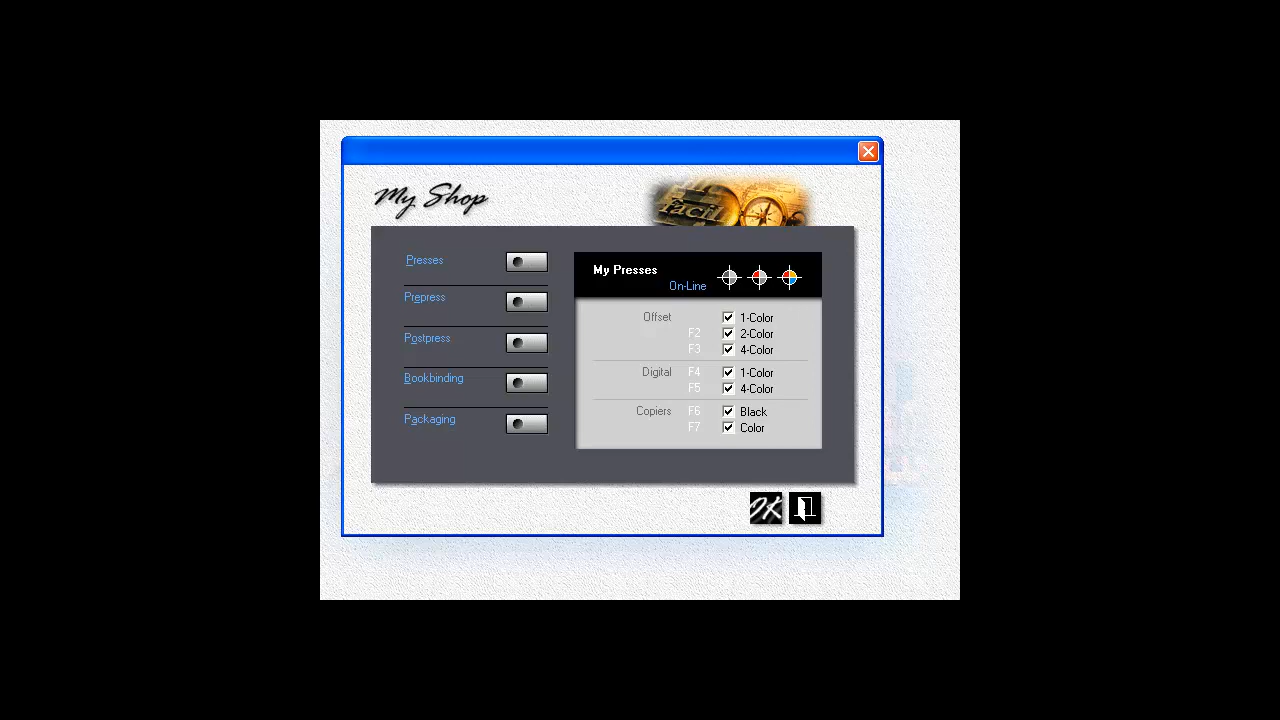 My Shop
facil
Presses
Prepress
Postpress
Bookbinding
Packaging
My Presses
On-Line
Offset 1-Color
F2 2-Color
F3 4-Color
Digital F4 1-Color
F5 4-Color
Copiers F6 Black
F7 Color
OK